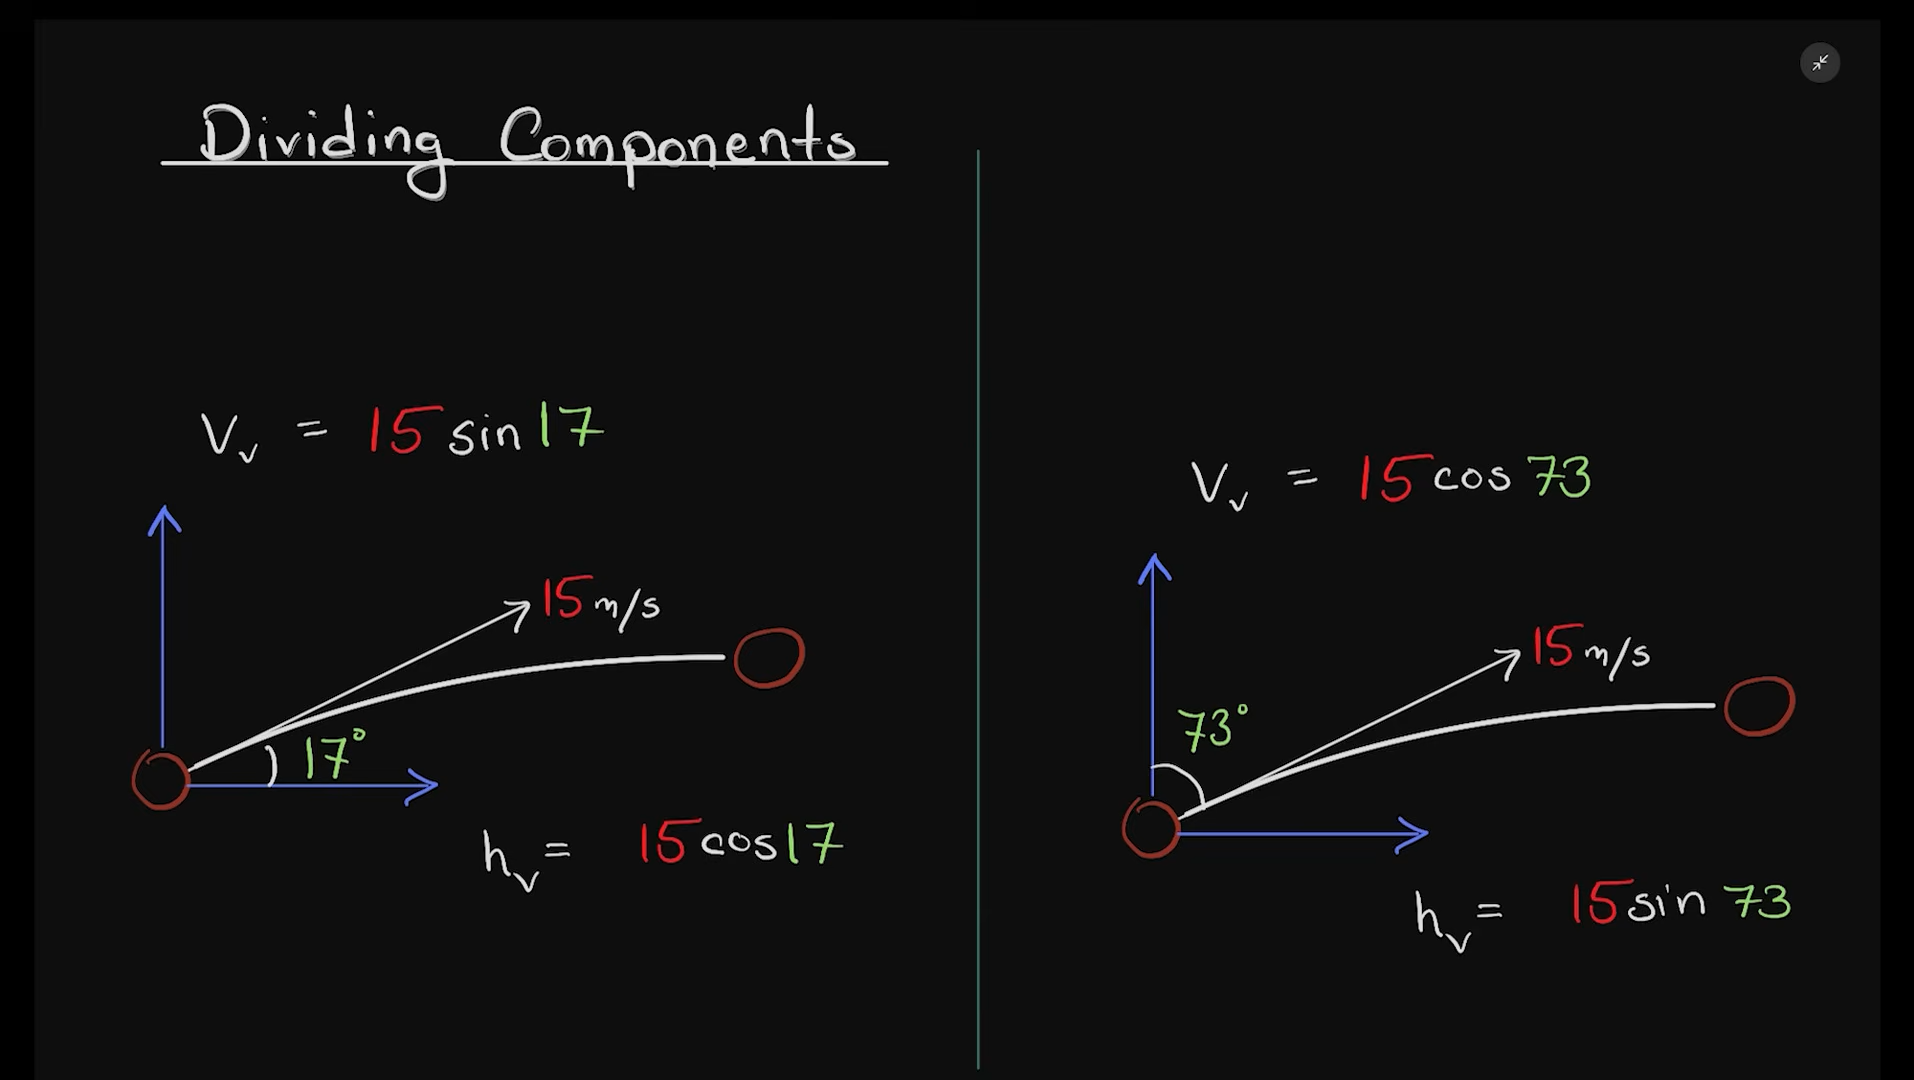 Dividing Components
Vv = 15 sin 17
15 m/s
17°
hv = 15 cos 17
Vv = 15 cos 73
15 m/s
73°
hv = 15 sin 73